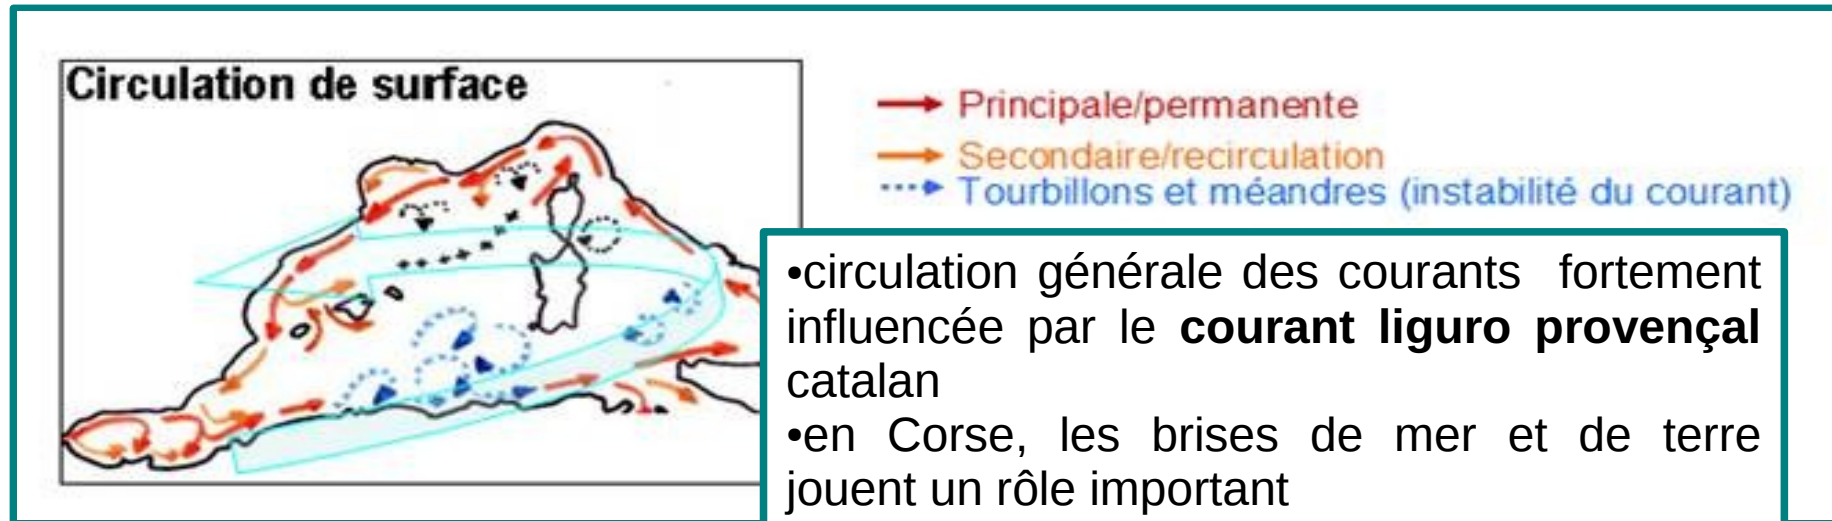 Circulation de surface
Principale/permanente
Secondaire/recirculation
Tourbillons et méandres (instabilité du courant)
•circulation générale des courants fortement
influencée par le courant liguro provençal
catalan
•en Corse, les brises de mer et de terre
jouent un rôle important